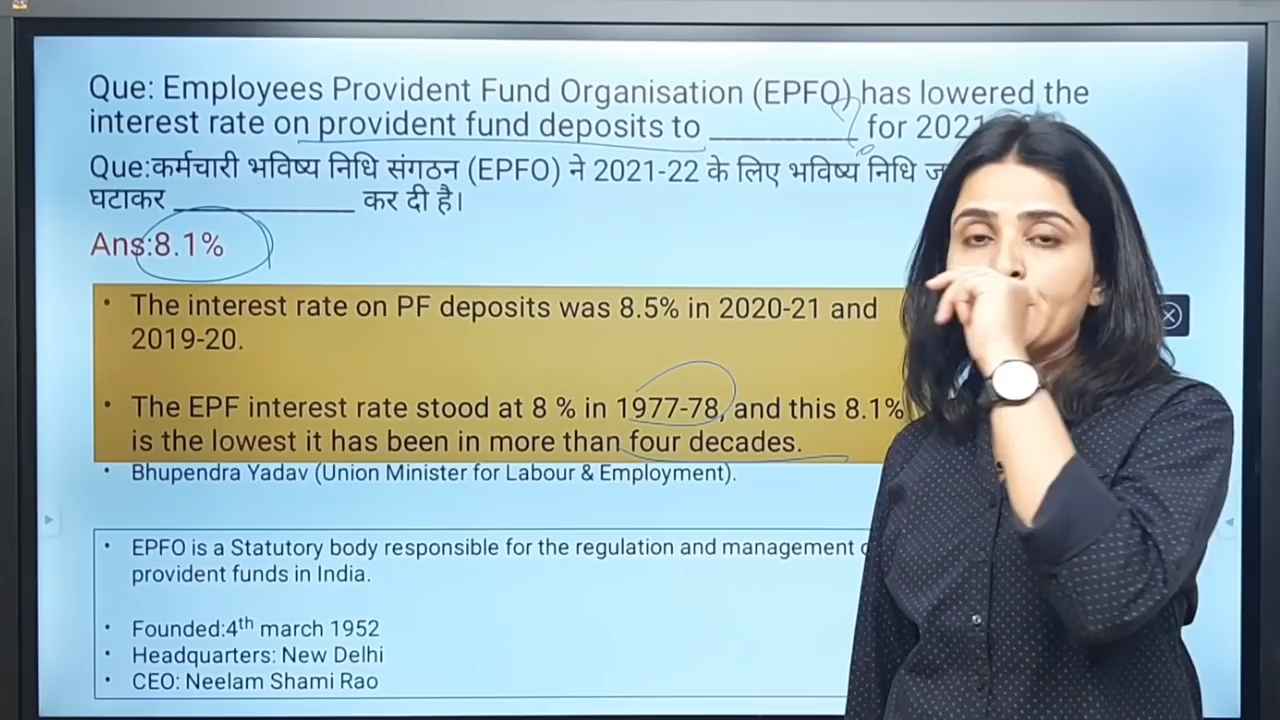 Que: Employees Provident Fund Organisation (EPFO) has lowered the
interest rate on provident fund deposits to ___________ for 2021
Que:कर्मचारी भविष्य निधि संगठन (EPFO) ने 2021-22 के लिए भविष्य निधि
घटाकर ______________ कर दी है।
Ans:8.1%
• The interest rate on PF deposits was 8.5% in 2020-21 and
2019-20.
• The EPF interest rate stood at 8 % in 1977-78, and this 8.1%
is the lowest it has been in more than four decades.
• Bhupendra Yadav (Union Minister for Labour & Employment).
• EPFO is a Statutory body responsible for the regulation and management
provident funds in India.
• Founded:4th march 1952
• Headquarters: New Delhi
• CEO: Neelam Shami Rao